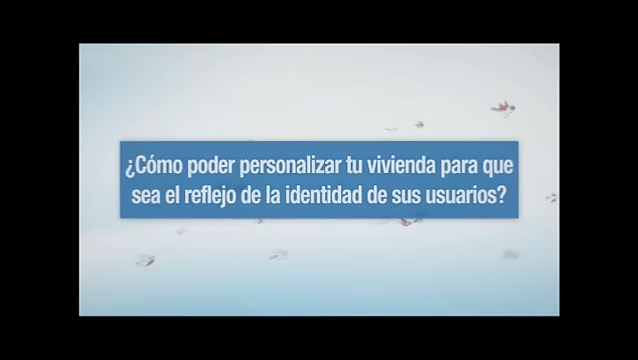 ¿Cómo poder personalizar tu vivienda para que
sea el reflejo de la identidad de sus usuarios?